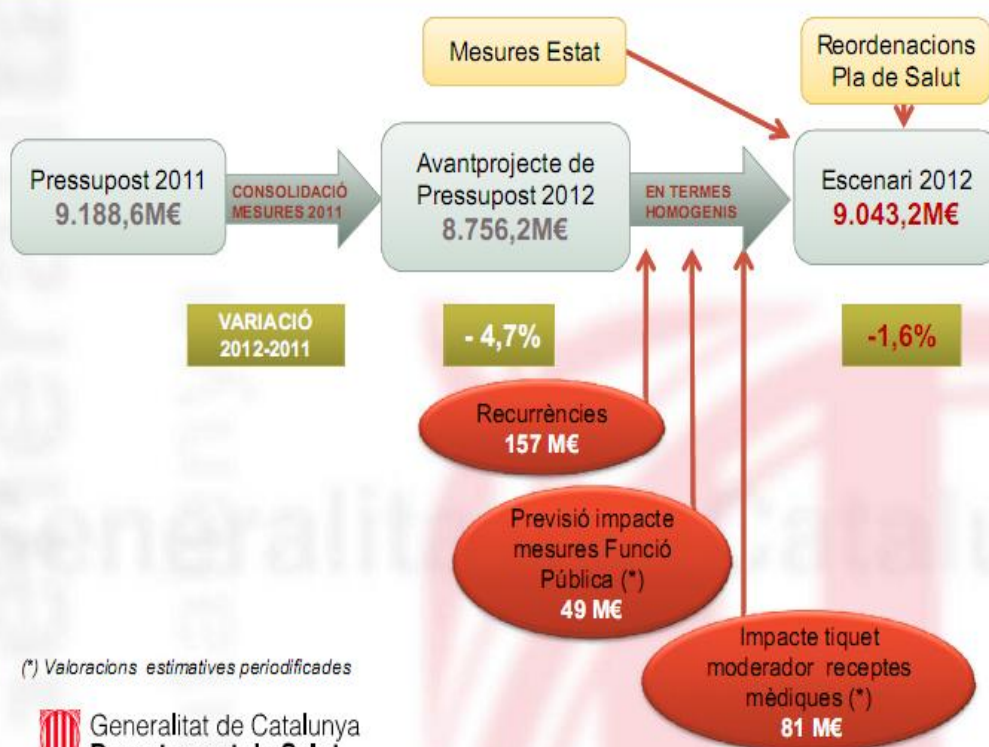 Mesures Estat
Reordenacions
Pla de Salut
Pressupost 2011
9.188,6M€
CONSOLIDACIÓ
MESURES 2011
Avantprojecte de
Pressupost 2012
8.756,2M€
EN TERMES
HOMOGENIS
Escenari 2012
9.043,2M€
VARIACIÓ
2012-2011
- 4,7%
-1,6%
Recurrències
157 M€
Previsió impacte
mesures Funció
Pública (*)
49 M€
Impacte tiquet
moderador receptes
mèdiques (*)
81 M€
(*) Valoracions estimatives periodificades
Generalitat de Catalunya